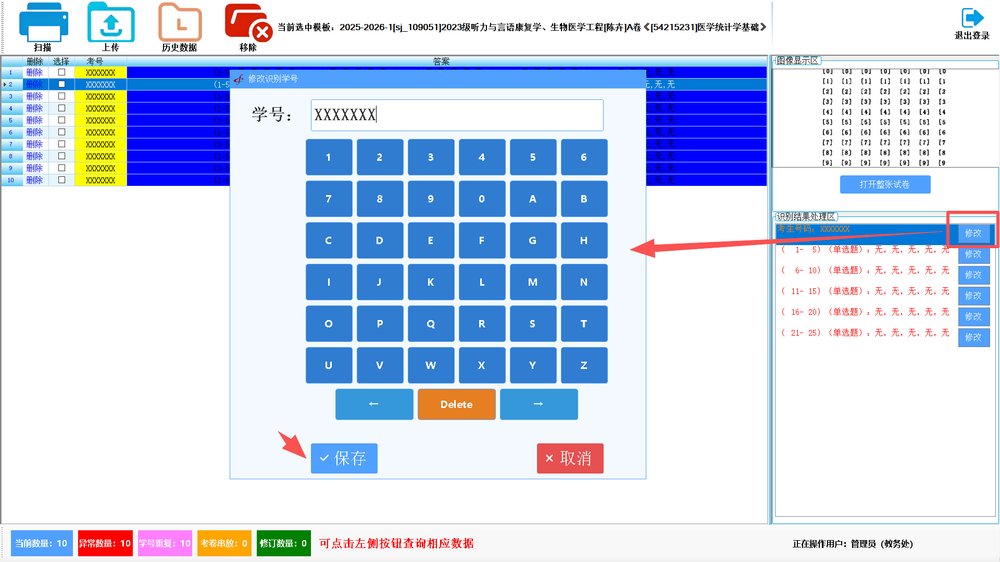 扫描
上传
历史数据
移除
当前选中模板：2025-2026-1[sj_109051]2023级听力与言语康复学、生物医学工程[陈卉]A卷《[54215231]医学统计学基础》
退出登录
删除 选择 考号 答案
1 删除 XXXXXXX (1-5 无,无
2 删除 XXXXXXX (1-5 无,无,无
3 删除 XXXXXXX (1-5 无,无
4 删除 XXXXXXX (1-5 无,无
5 删除 XXXXXXX (1-5 无,无
6 删除 XXXXXXX (1-5 无,无
7 删除 XXXXXXX (1-5 无,无
8 删除 XXXXXXX (1-5 无,无
9 删除 XXXXXXX (1-5 无,无
10 删除 XXXXXXX (1-5 无,无
修改识别学号
学号：
XXXXXXX
1 2 3 4 5 6
7 8 9 0 A B
C D E F G H
I J K L M N
O P Q R S T
U V W X Y Z
← Delete →
保存
取消
图像显示区
[0] [0] [0] [0] [0] [0] [0
[1] [1] [1] [1] [1] [1] [1
[2] [2] [2] [2] [2] [2] [2
[3] [3] [3] [3] [3] [3] [3
[4] [4] [4] [4] [4] [4] [4
[5] [5] [5] [5] [5] [5] [5
[6] [6] [6] [6] [6] [6] [6
[7] [7] [7] [7] [7] [7] [7
[8] [8] [8] [8] [8] [8] [8
[9] [9] [9] [9] [9] [9] [9
打开整张试卷
识别结果处理区
考生号码：XXXXXXX 修改
（ 1- 5）（单选题）：无，无，无，无，无 修改
（ 6- 10）（单选题）：无，无，无，无，无 修改
（ 11- 15）（单选题）：无，无，无，无，无 修改
（ 16- 20）（单选题）：无，无，无，无，无 修改
（ 21- 25）（单选题）：无，无，无，无，无 修改
当前数量：10
异常数量：10
学号重复：10
考卷串放：0
修订数量：0
可点击左侧按钮查询相应数据
正在操作用户：管理员（教务处）